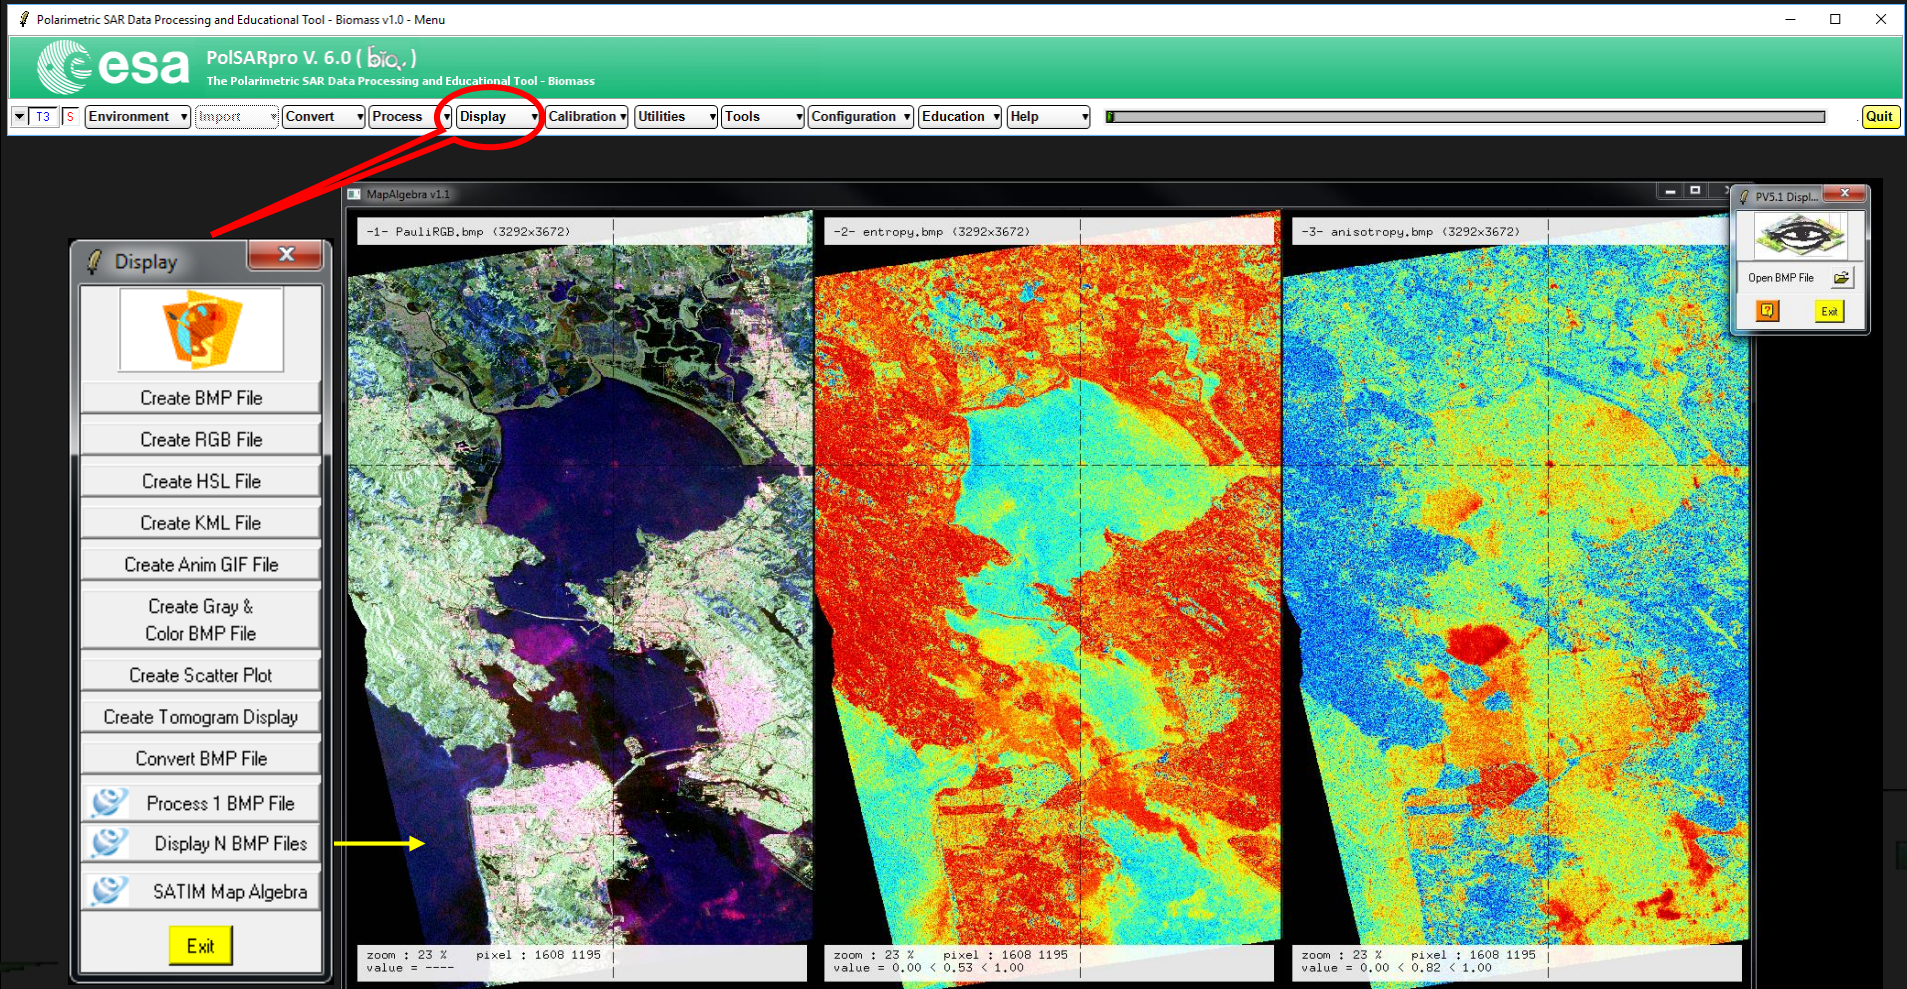 Polarimetric SAR Data Processing and Educational Tool - Biomass v1.0 - Menu
esa
PolSARpro V. 6.0 ( bio )
The Polarimetric SAR Data Processing and Educational Tool - Biomass
T3 S Environment Import Convert Process Display Calibration Utilities Tools Configuration Education Help Quit
MapAlgebra v1.1
PV5.1 Displ...
Open BMP File
Exit
-1- PauliRGB.bmp (3292x3672)
-2- entropy.bmp (3292x3672)
-3- anisotropy.bmp (3292x3672)
Display
Create BMP File
Create RGB File
Create HSL File
Create KML File
Create Anim GIF File
Create Gray &
Color BMP File
Create Scatter Plot
Create Tomogram Display
Convert BMP File
Process 1 BMP File
Display N BMP Files
SATIM Map Algebra
Exit
zoom : 23 % pixel : 1608 1195
value = ----
zoom : 23 % pixel : 1608 1195
value = 0.00 < 0.53 < 1.00
zoom : 23 % pixel : 1608 1195
value = 0.00 < 0.82 < 1.00